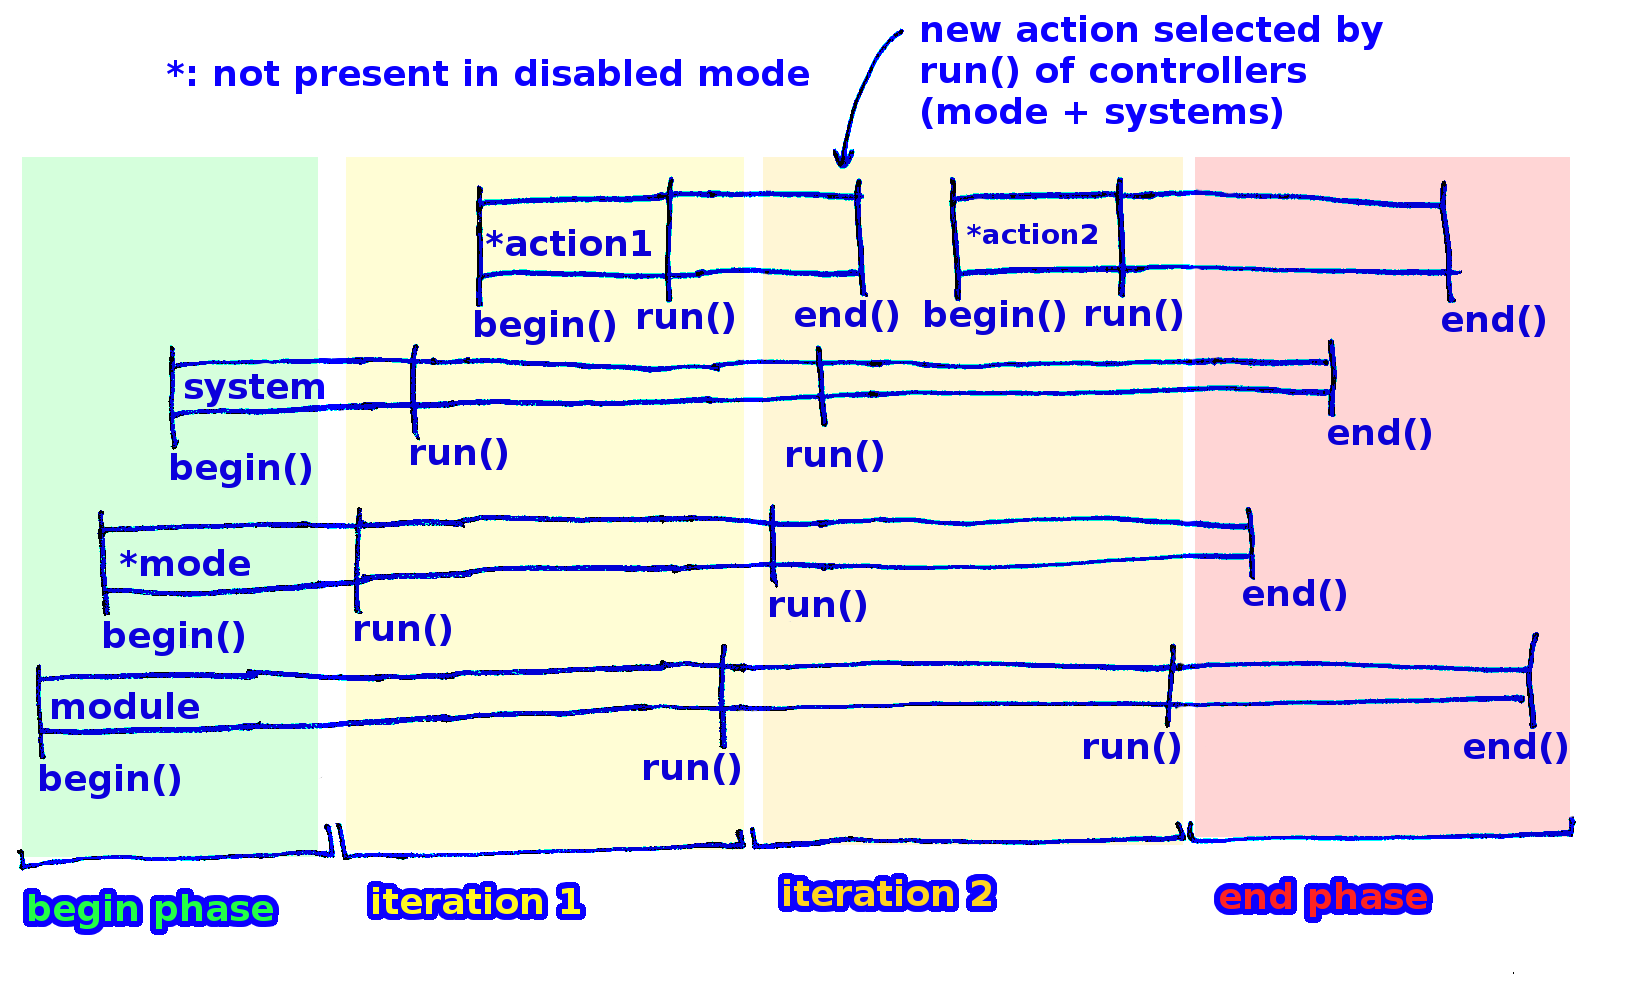 new action selected by
run() of controllers
(mode + systems)
*: not present in disabled mode
*action1
*action2
begin() run() end() begin() run() end()
system
begin() run() run() end()
*mode
begin() run() run() end()
module
begin() run() run() end()
begin phase iteration 1 iteration 2 end phase